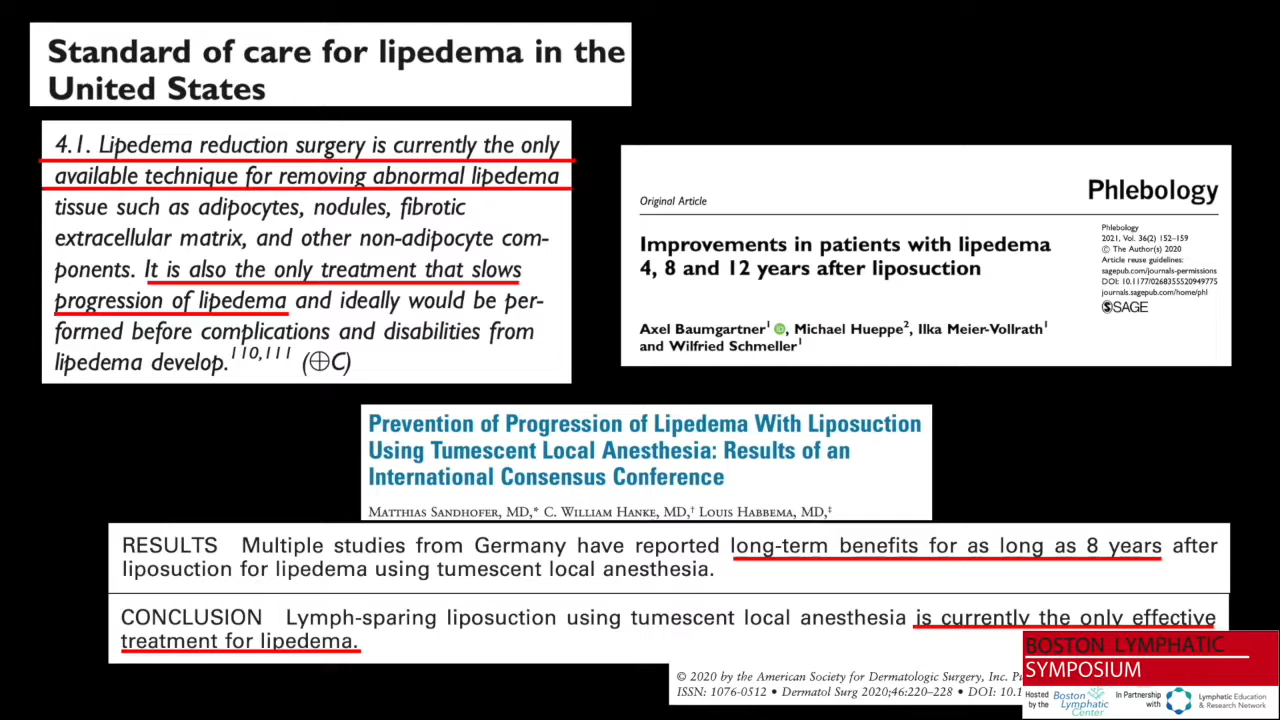 Standard of care for lipedema in the
United States
4.1. Lipedema reduction surgery is currently the only
available technique for removing abnormal lipedema
tissue such as adipocytes, nodules, fibrotic
extracellular matrix, and other non-adipocyte com-
ponents. It is also the only treatment that slows
progression of lipedema and ideally would be per-
formed before complications and disabilities from
lipedema develop.110,111 (⊕C)
Original Article
Phlebology
Phlebology
2021, Vol. 36(2) 152–159
© The Author(s) 2020
Article reuse guidelines:
sagepub.com/journals-permissions
DOI: 10.1177/0268355520949775
journals.sagepub.com/home/phl
SAGE
Improvements in patients with lipedema
4, 8 and 12 years after liposuction
Axel Baumgartner1, Michael Hueppe2, Ilka Meier-Vollrath1
and Wilfried Schmeller1
Prevention of Progression of Lipedema With Liposuction
Using Tumescent Local Anesthesia: Results of an
International Consensus Conference
Matthias Sandhofer, MD,* C. William Hanke, MD,† Louis Habbema, MD,‡
RESULTS Multiple studies from Germany have reported long-term benefits for as long as 8 years after
liposuction for lipedema using tumescent local anesthesia.
CONCLUSION Lymph-sparing liposuction using tumescent local anesthesia is currently the only effective
treatment for lipedema.
© 2020 by the American Society for Dermatologic Surgery, Inc.
ISSN: 1076-0512 • Dermatol Surg 2020;46:220–228 • DOI: 10.1
BOSTON LYMPHATIC
SYMPOSIUM
Hosted
by the
Boston
Lymphatic
Center
In Partnership
with
Lymphatic Education
& Research Network